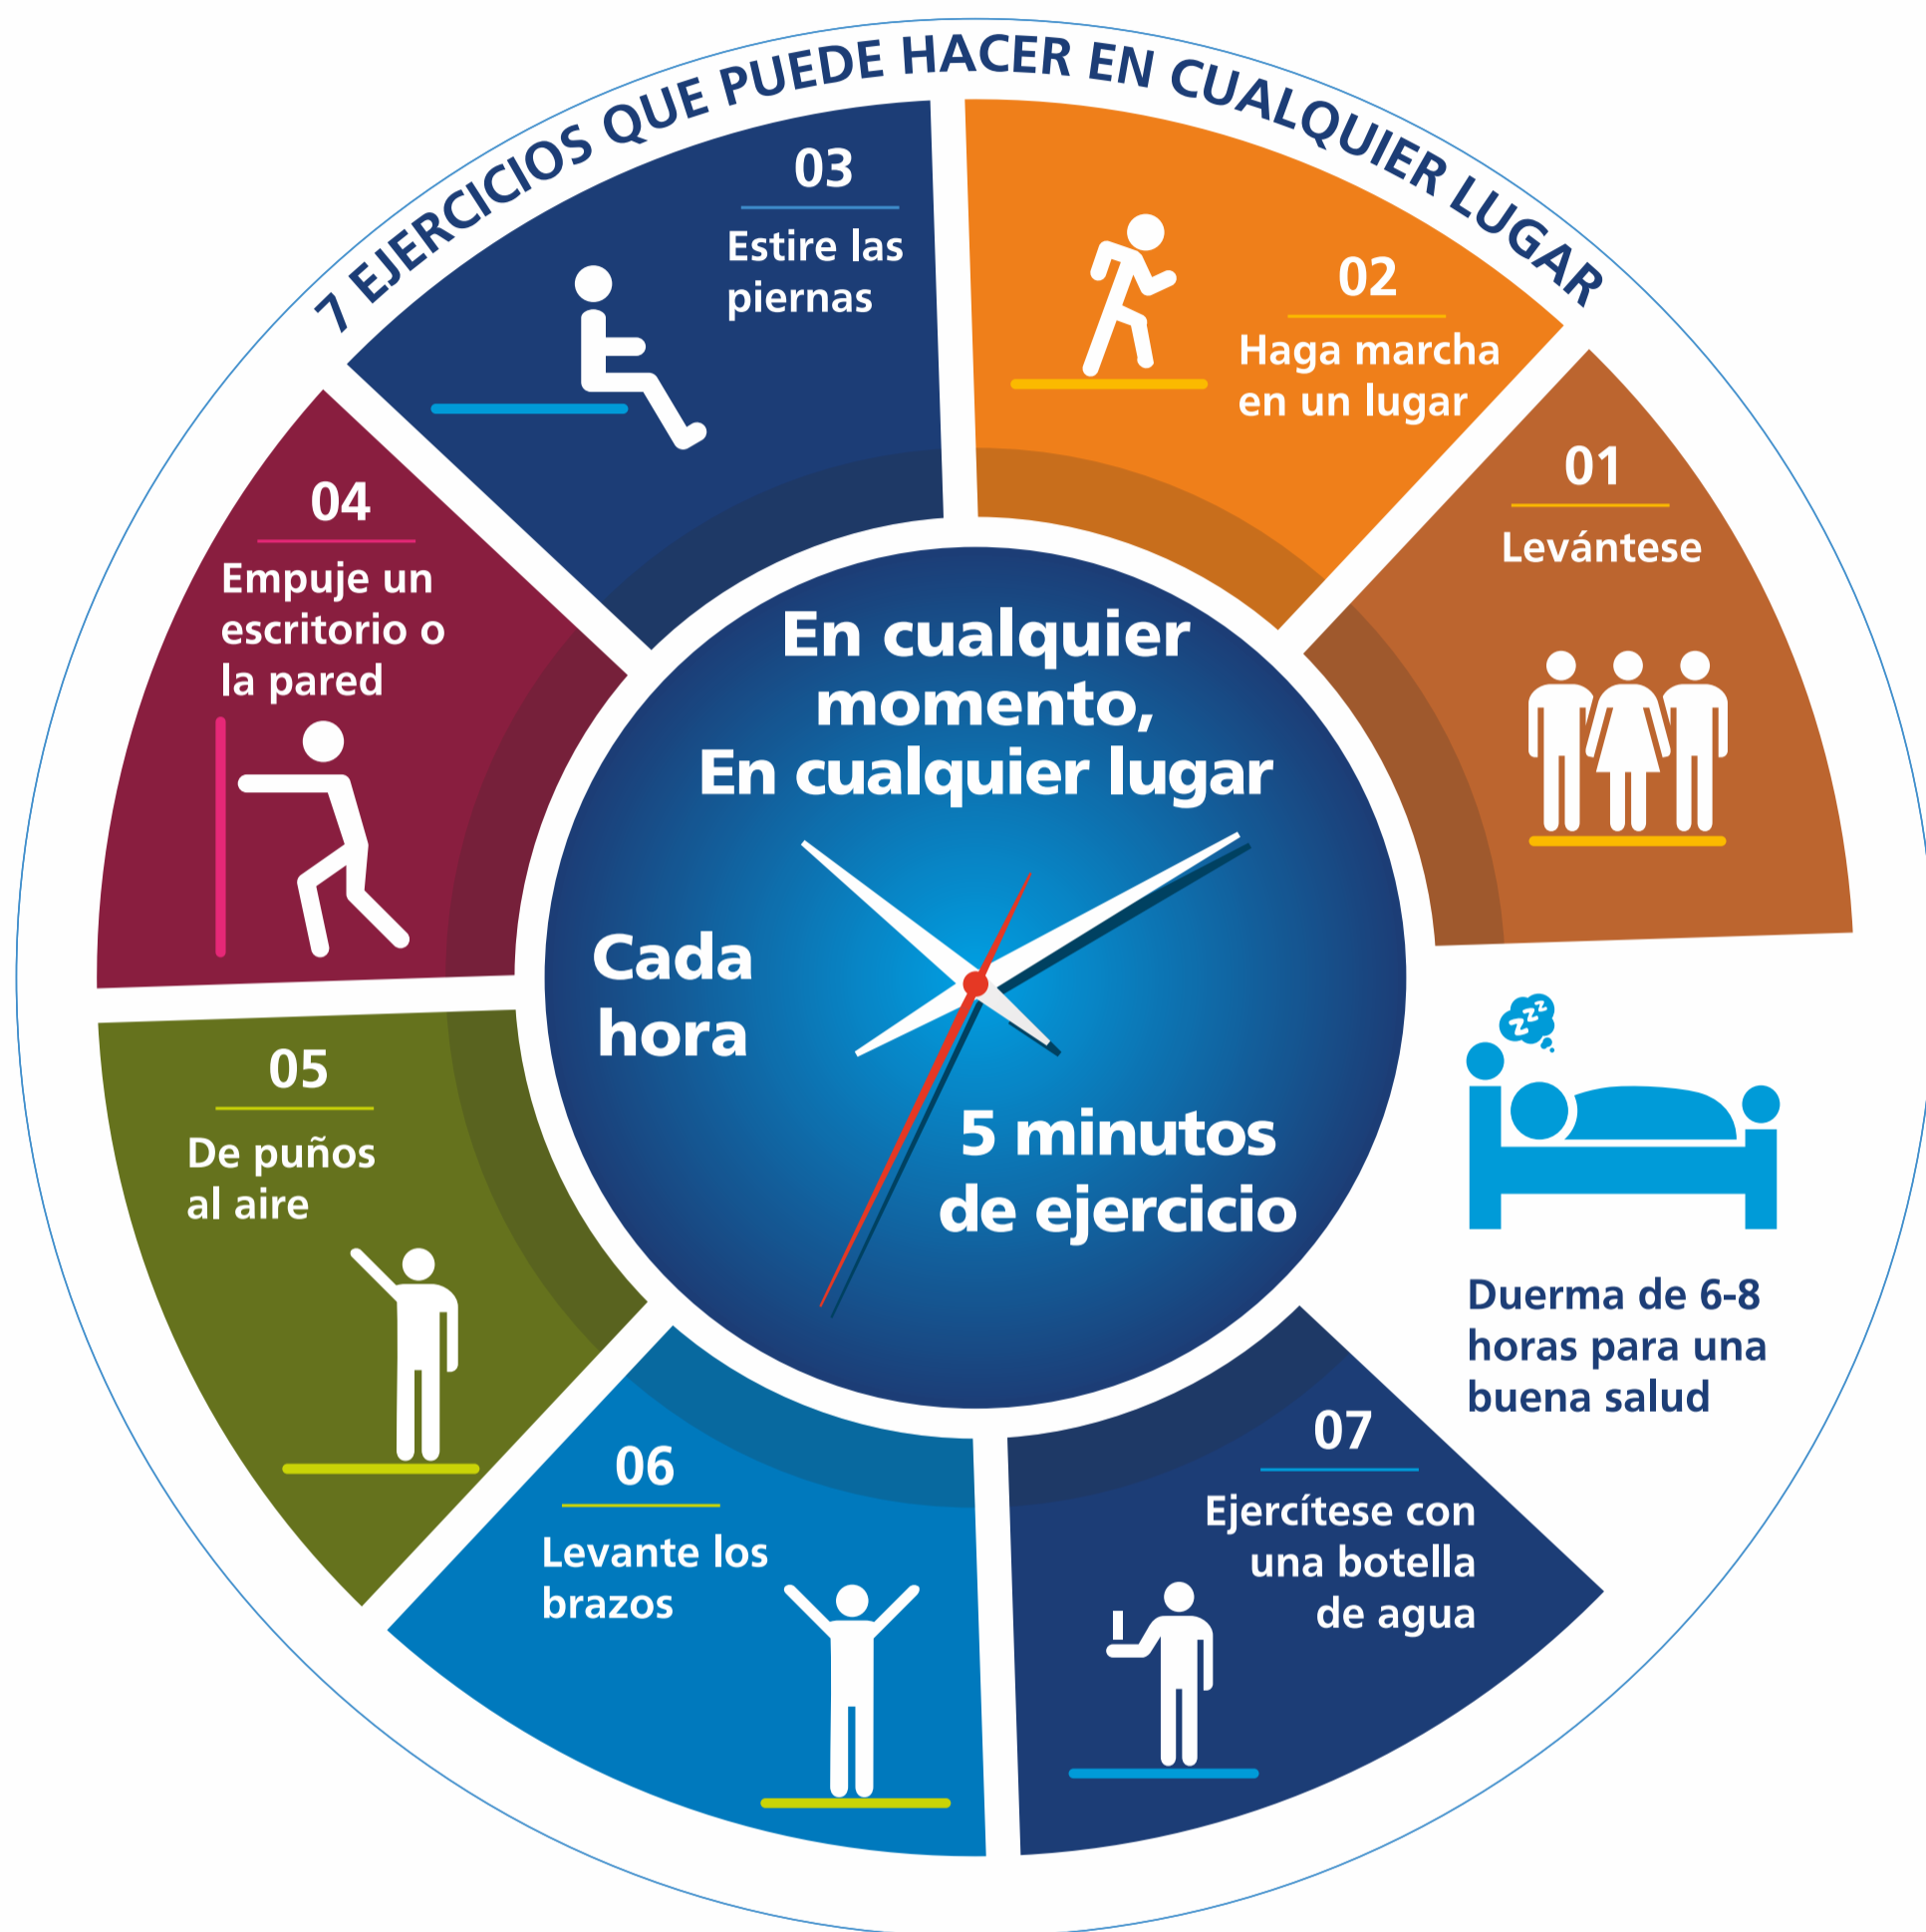 7 EJERCICIOS QUE PUEDE HACER EN CUALQUIER LUGAR
01
Levántese
02
Haga marcha
en un lugar
03
Estire las
piernas
04
Empuje un
escritorio o
la pared
05
De puños
al aire
06
Levante los
brazos
07
Ejercítese con
una botella
de agua
zzz
Duerma de 6-8
horas para una
buena salud
En cualquier
momento,
En cualquier lugar
Cada
hora
5 minutos
de ejercicio